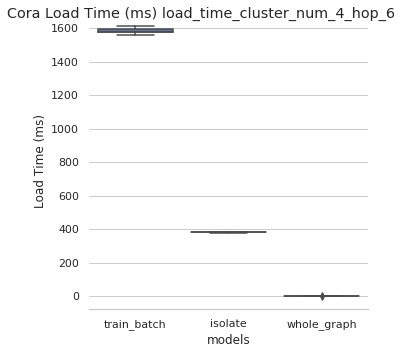 Cora Load Time (ms) load_time_cluster_num_4_hop_6
1600
1400
1200
1000
800
600
400
200
0
Load Time (ms)
train_batch isolate whole_graph
models